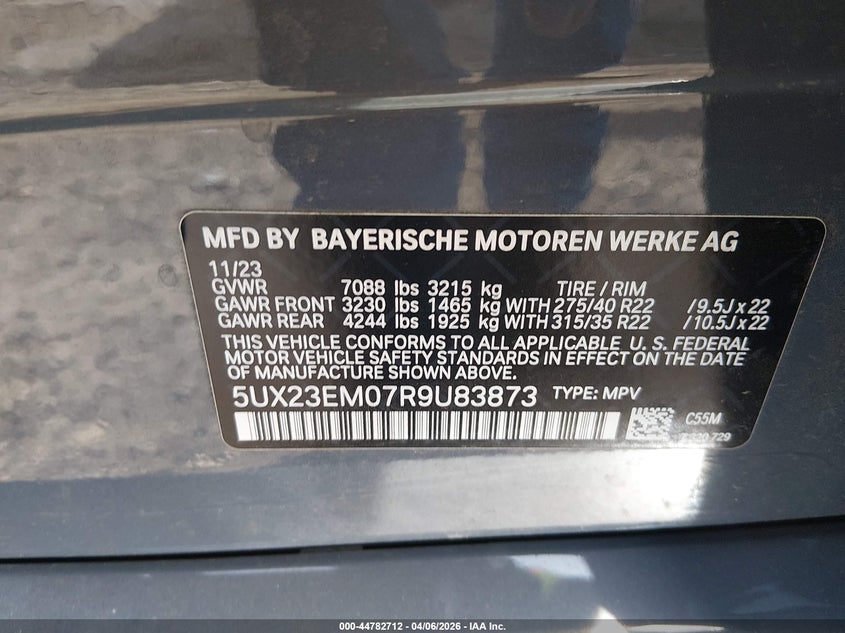 MFD BY BAYERISCHE MOTOREN WERKE AG
11/23
GVWR 7088 lbs 3215 kg TIRE / RIM
GAWR FRONT 3230 lbs 1465 kg WITH 275/40 R22 /9.5J x 22
GAWR REAR 4244 lbs 1925 kg WITH 315/35 R22 /10.5J x 22
THIS VEHICLE CONFORMS TO ALL APPLICABLE U. S. FEDERAL
MOTOR VEHICLE SAFETY STANDARDS IN EFFECT ON THE DATE
OF MANUFACTURE SHOWN ABOVE.
5UX23EM07R9U83873 TYPE: MPV
C55M
729
000-44782712 - 04/06/2026 - IAA Inc.